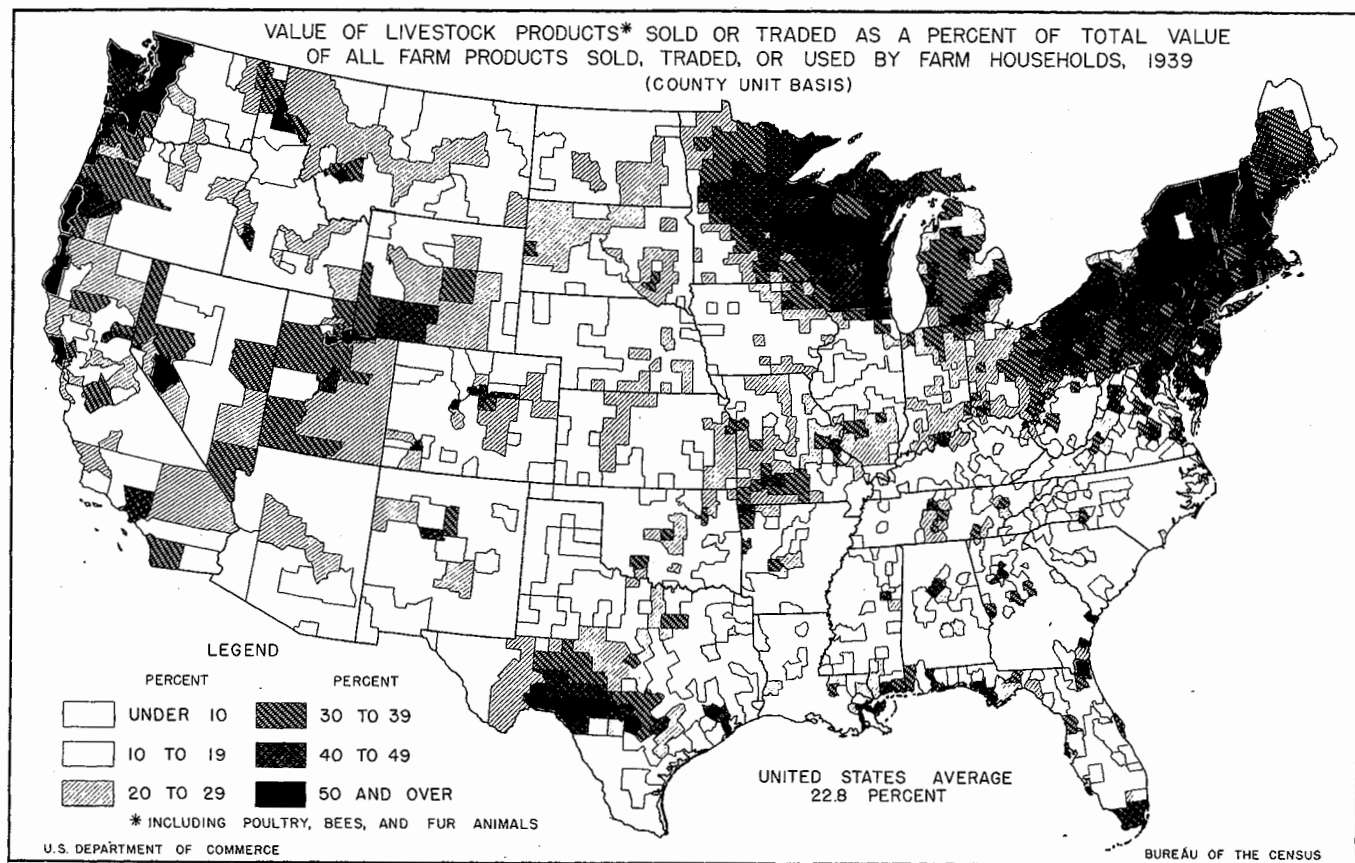 VALUE OF LIVESTOCK PRODUCTS* SOLD OR TRADED AS A PERCENT OF TOTAL VALUE
OF ALL FARM PRODUCTS SOLD, TRADED, OR USED BY FARM HOUSEHOLDS, 1939
(COUNTY UNIT BASIS)
LEGEND
PERCENT
UNDER 10
10 TO 19
20 TO 29
PERCENT
30 TO 39
40 TO 49
50 AND OVER
*INCLUDING POULTRY, BEES, AND FUR ANIMALS
UNITED STATES AVERAGE
22.8 PERCENT
U.S. DEPARTMENT OF COMMERCE
BUREAU OF THE CENSUS